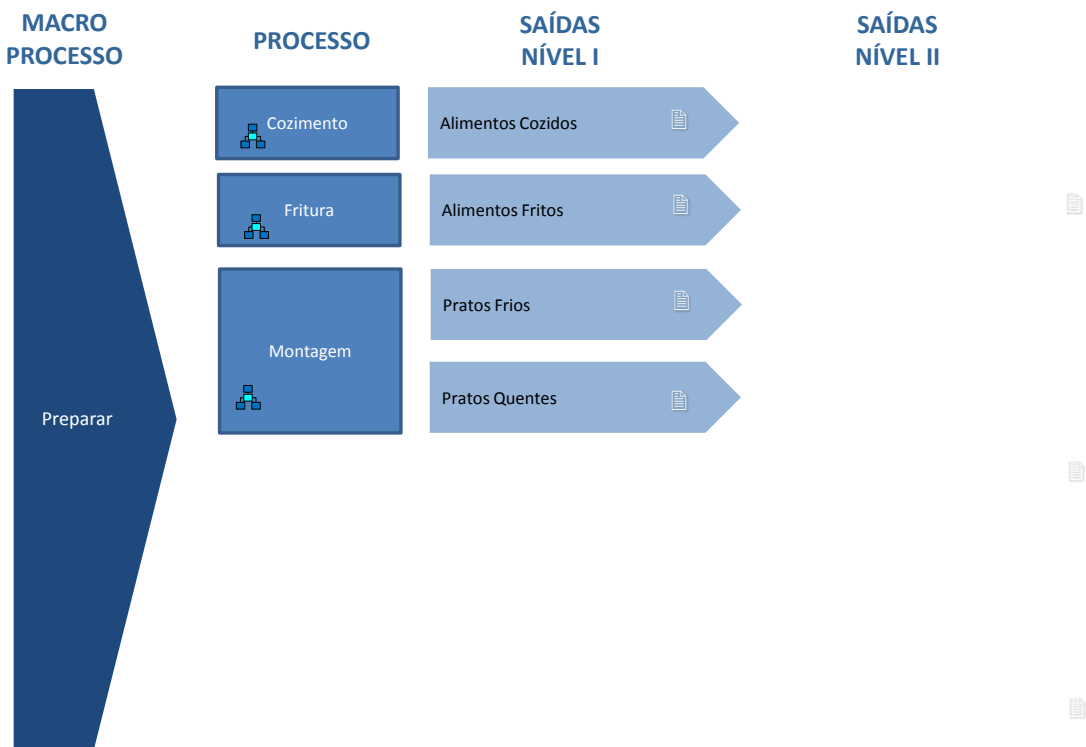 MACRO
PROCESSO
PROCESSO
SAÍDAS
NÍVEL I
SAÍDAS
NÍVEL II
Cozimento
Alimentos Cozidos
Fritura
Alimentos Fritos
Pratos Frios
Montagem
Pratos Quentes
Preparar